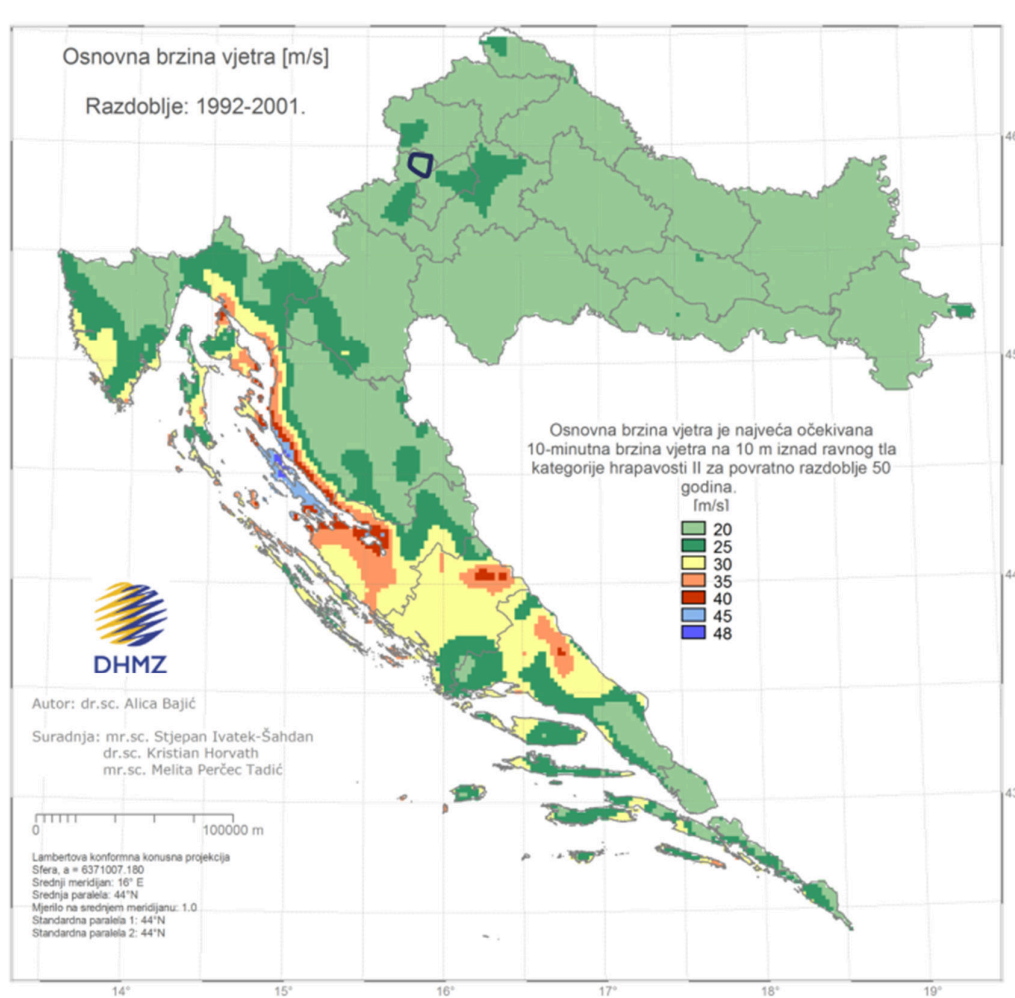 Osnovna brzina vjetra [m/s]
Razdoblje: 1992-2001.
Osnovna brzina vjetra je najveća očekivana
10-minutna brzina vjetra na 10 m iznad ravnog tla
kategorije hrapavosti II za povratno razdoblje 50
godina.
[m/s]
20
25
30
35
40
45
48
DHMZ
Autor: dr.sc. Alica Bajić
Suradnja: mr.sc. Stjepan Ivatek-Šahdan
dr.sc. Kristian Horvath
mr.sc. Melita Perčec Tadić
0 100000 m
Lambertova konformna konusna projekcija
Sfera, a = 6371007.180
Srednji meridijan: 16° E
Srednja paralela: 44°N
Mjerilo na srednjem meridijanu: 1.0
Standardna paralela 1: 44°N
Standardna paralela 2: 44°N
14° 15° 16° 17° 18° 19°